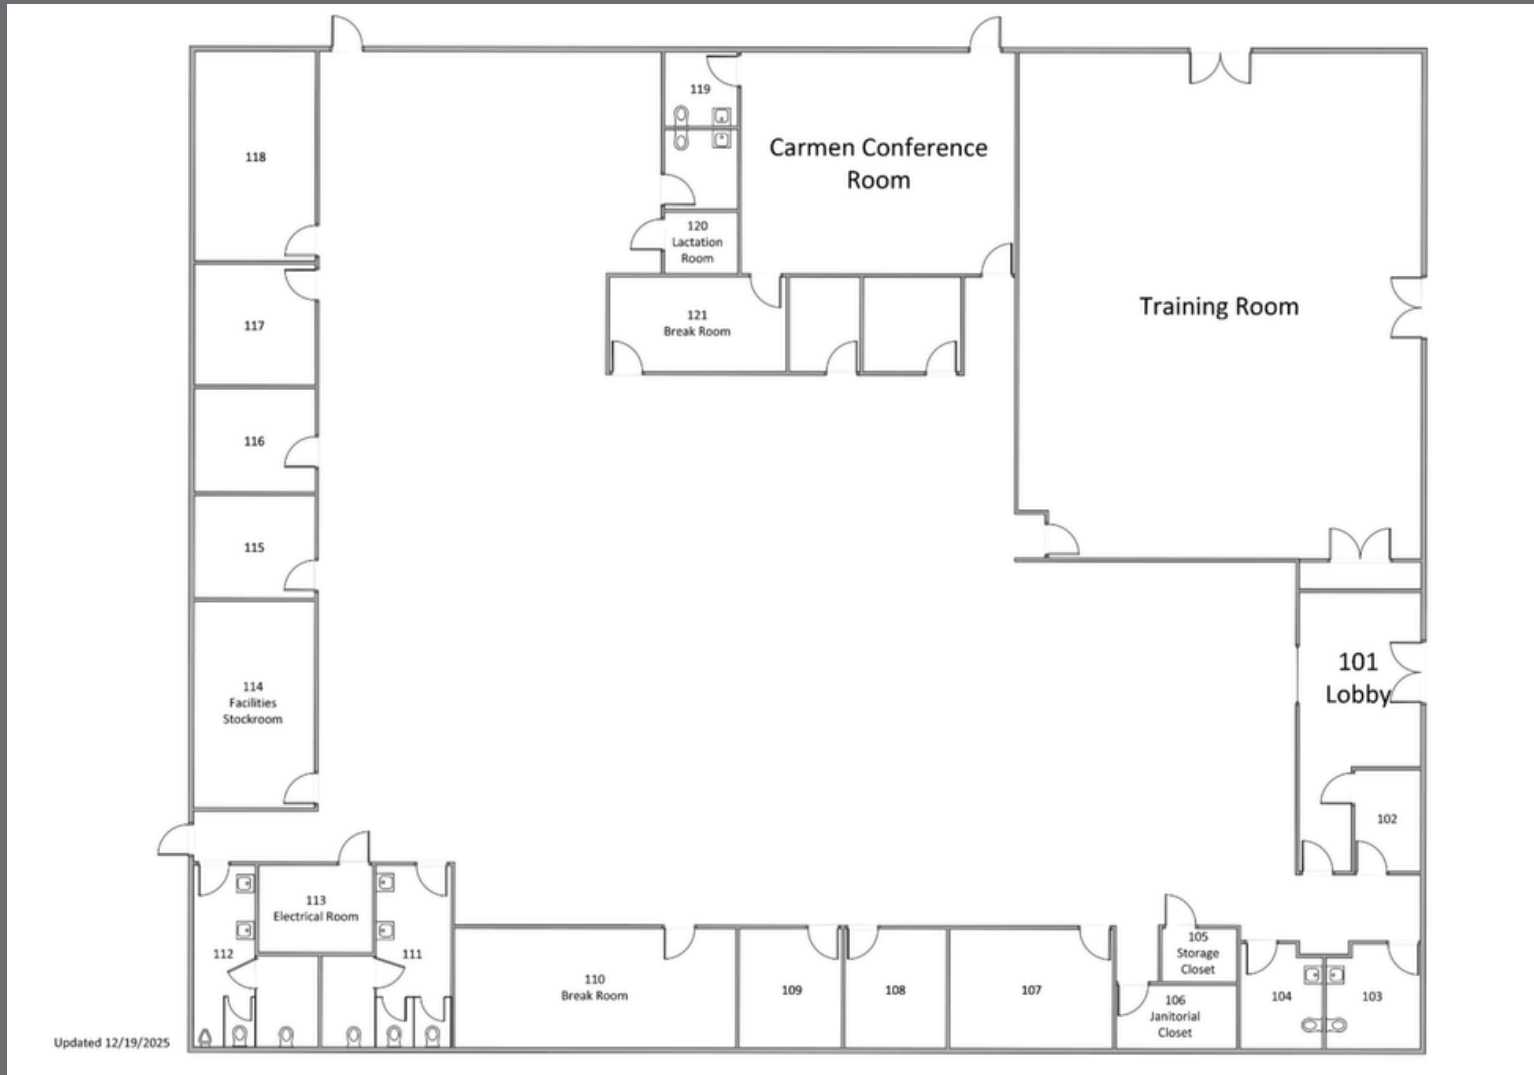 119
Carmen Conference
Room
118
120
Lactation
Room
Training Room
117
121
Break Room
116
115
101
Lobby
114
Facilities
Stockroom
102
113
Electrical Room
112
111
105
Storage
Closet
110
Break Room
109
108
107
106
Janitorial
Closet
104
103
Updated 12/19/2025